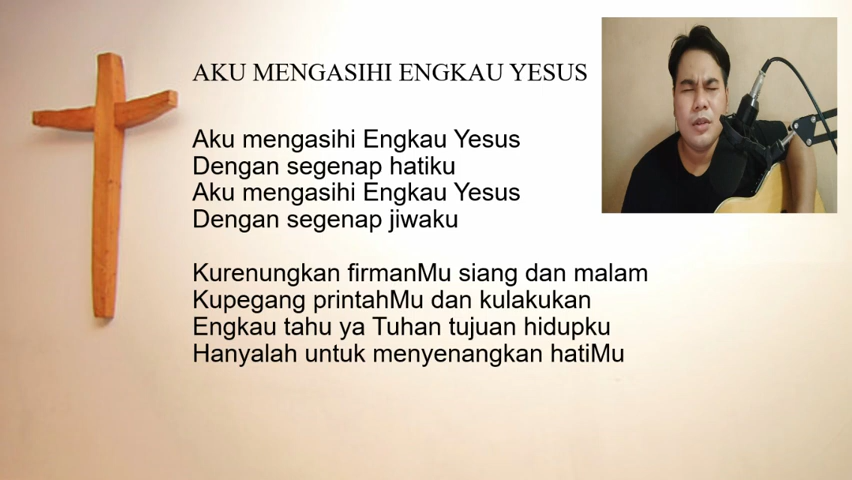 AKU MENGASIHI ENGKAU YESUS
Aku mengasihi Engkau Yesus
Dengan segenap hatiku
Aku mengasihi Engkau Yesus
Dengan segenap jiwaku
Kurenungkan firmanMu siang dan malam
Kupegang printahMu dan kulakukan
Engkau tahu ya Tuhan tujuan hidupku
Hanyalah untuk menyenangkan hatiMu